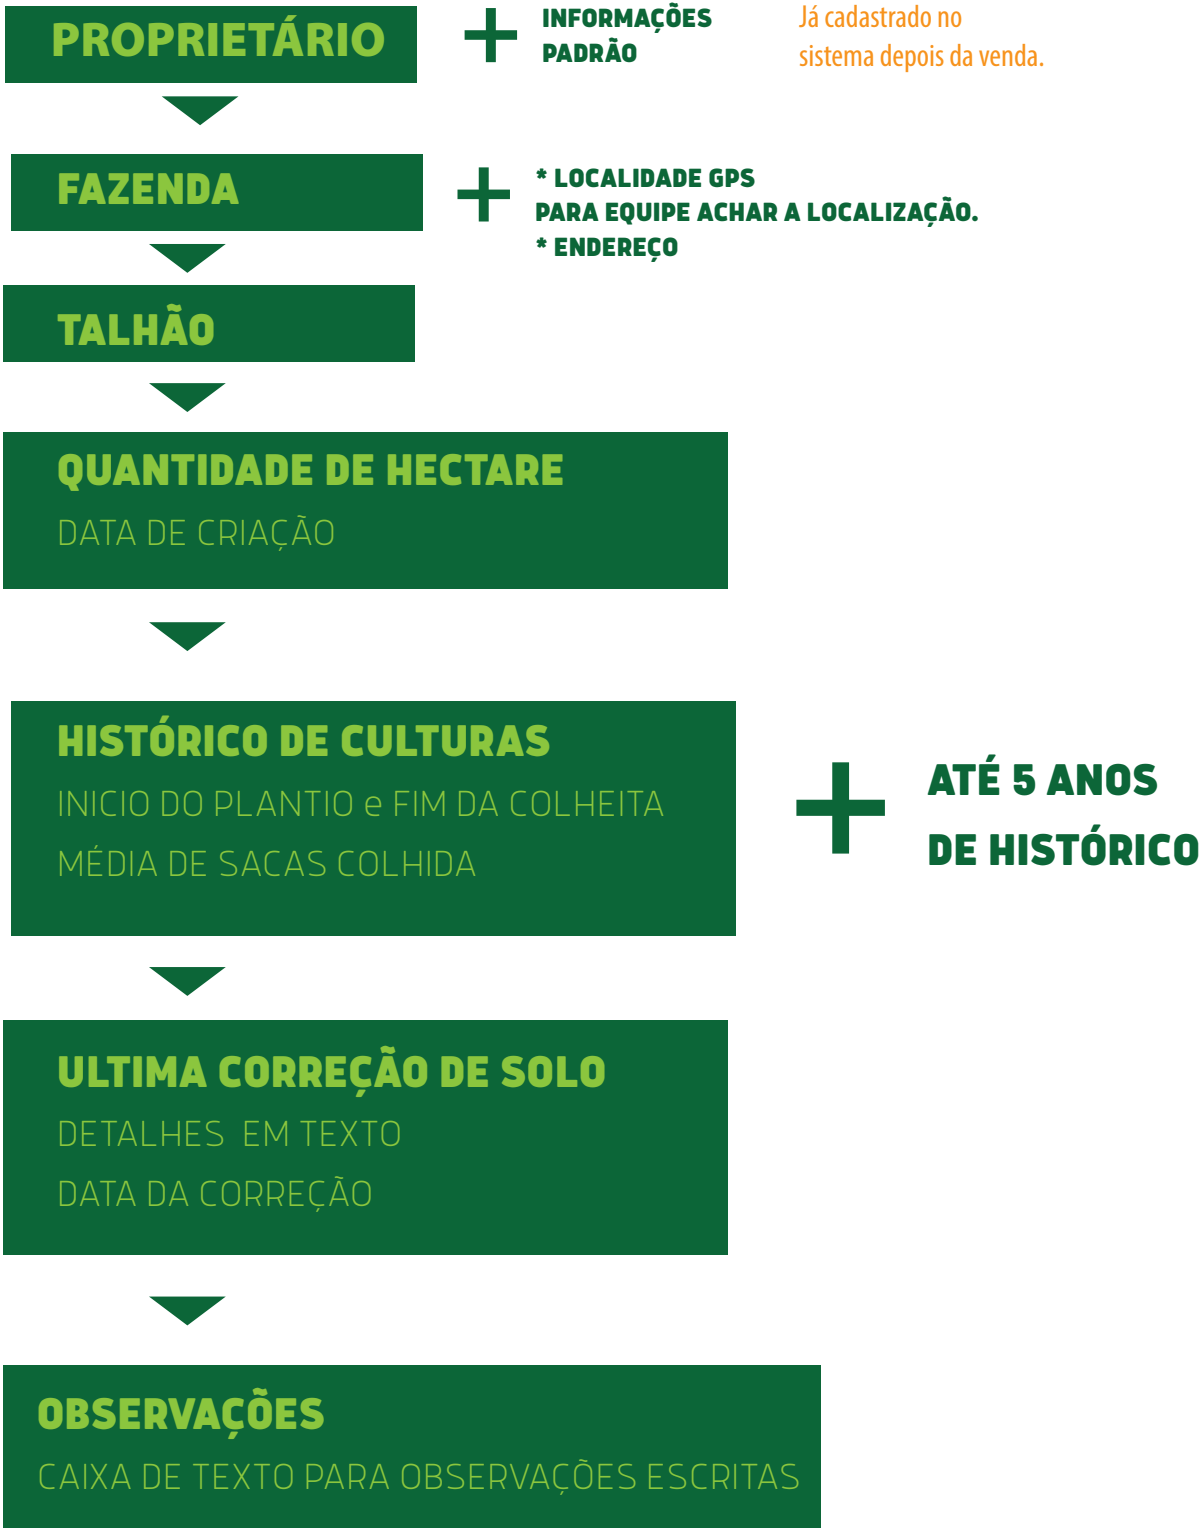 PROPRIETÁRIO
INFORMAÇÕES
PADRÃO
Já cadastrado no
sistema depois da venda.
FAZENDA
* LOCALIDADE GPS
PARA EQUIPE ACHAR A LOCALIZAÇÃO.
* ENDEREÇO
TALHÃO
QUANTIDADE DE HECTARE
DATA DE CRIAÇÃO
HISTÓRICO DE CULTURAS
INICIO DO PLANTIO e FIM DA COLHEITA
MÉDIA DE SACAS COLHIDA
ATÉ 5 ANOS
DE HISTÓRICO
ULTIMA CORREÇÃO DE SOLO
DETALHES EM TEXTO
DATA DA CORREÇÃO
OBSERVAÇÕES
CAIXA DE TEXTO PARA OBSERVAÇÕES ESCRITAS